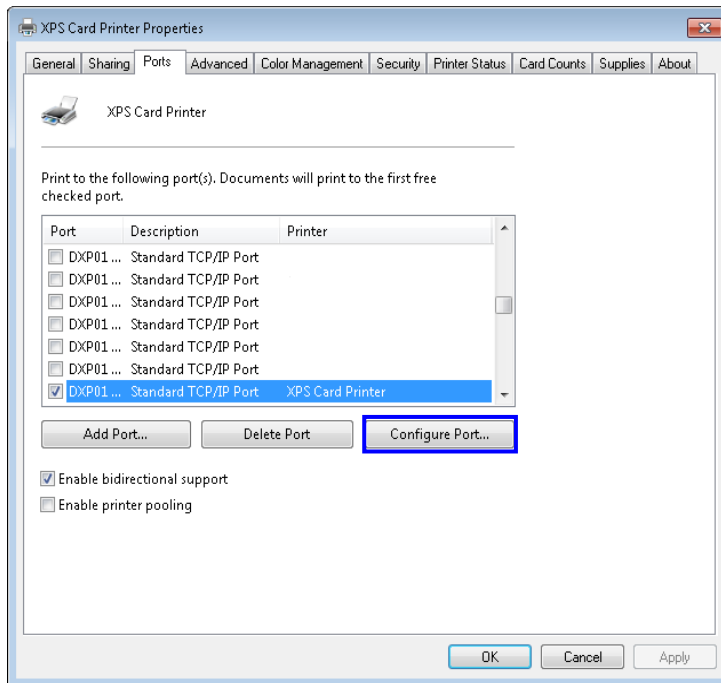 XPS Card Printer Properties
General Sharing Ports Advanced Color Management Security Printer Status Card Counts Supplies About
XPS Card Printer
Print to the following port(s). Documents will print to the first free
checked port.
Port Description Printer
DXP01 ... Standard TCP/IP Port
DXP01 ... Standard TCP/IP Port
DXP01 ... Standard TCP/IP Port
DXP01 ... Standard TCP/IP Port
DXP01 ... Standard TCP/IP Port
DXP01 ... Standard TCP/IP Port
DXP01 ... Standard TCP/IP Port XPS Card Printer
Add Port... Delete Port Configure Port...
Enable bidirectional support
Enable printer pooling
OK Cancel Apply